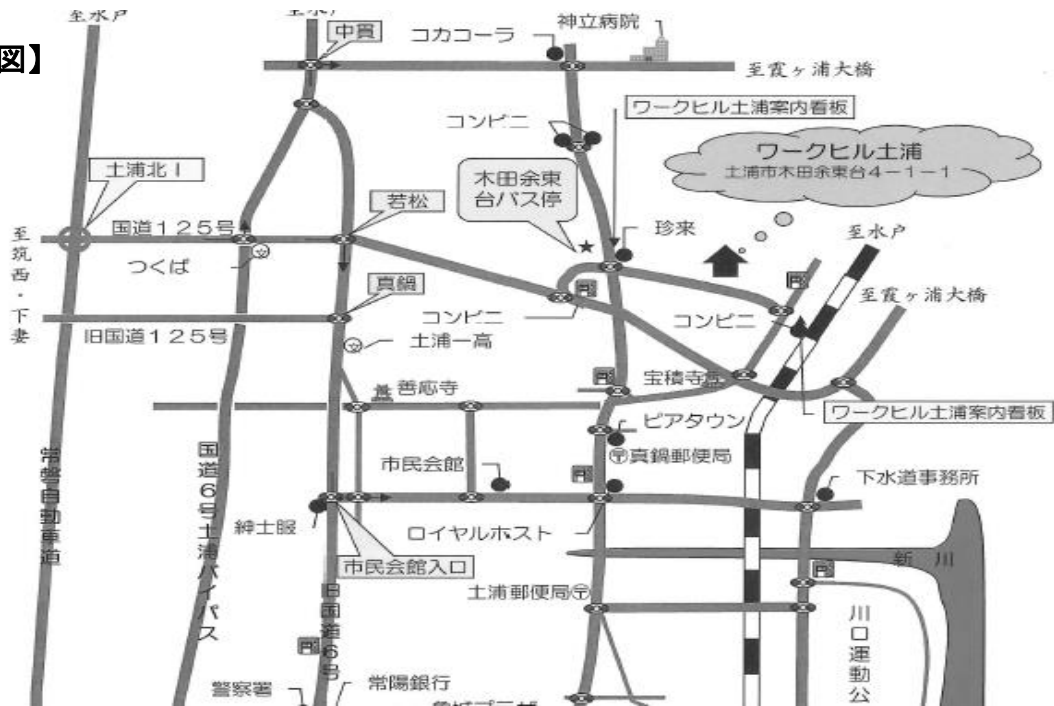 至水戸
至水戸
図】
中貫
コカコーラ
神立病院
至霞ヶ浦大橋
ワークヒル土浦案内看板
コンビニ
ワークヒル土浦
土浦市木田余東台4－1－1
土浦北I
木田余東
台バス停
若松
国道125号
至筑西・下妻
つくば
珍来
至水戸
真鍋
至霞ヶ浦大橋
コンビニ
コンビニ
旧国道125号
土浦一高
善応寺
宝積寺
ピアタウン
ワークヒル土浦案内看板
〒真鍋郵便局
市民会館
下水道事務所
常磐自動車道
国道6号土浦バイパス
紳士服
ロイヤルホスト
市民会館入口
新川
土浦郵便局〒
旧国道6号
川口運動公
警察署
常陽銀行